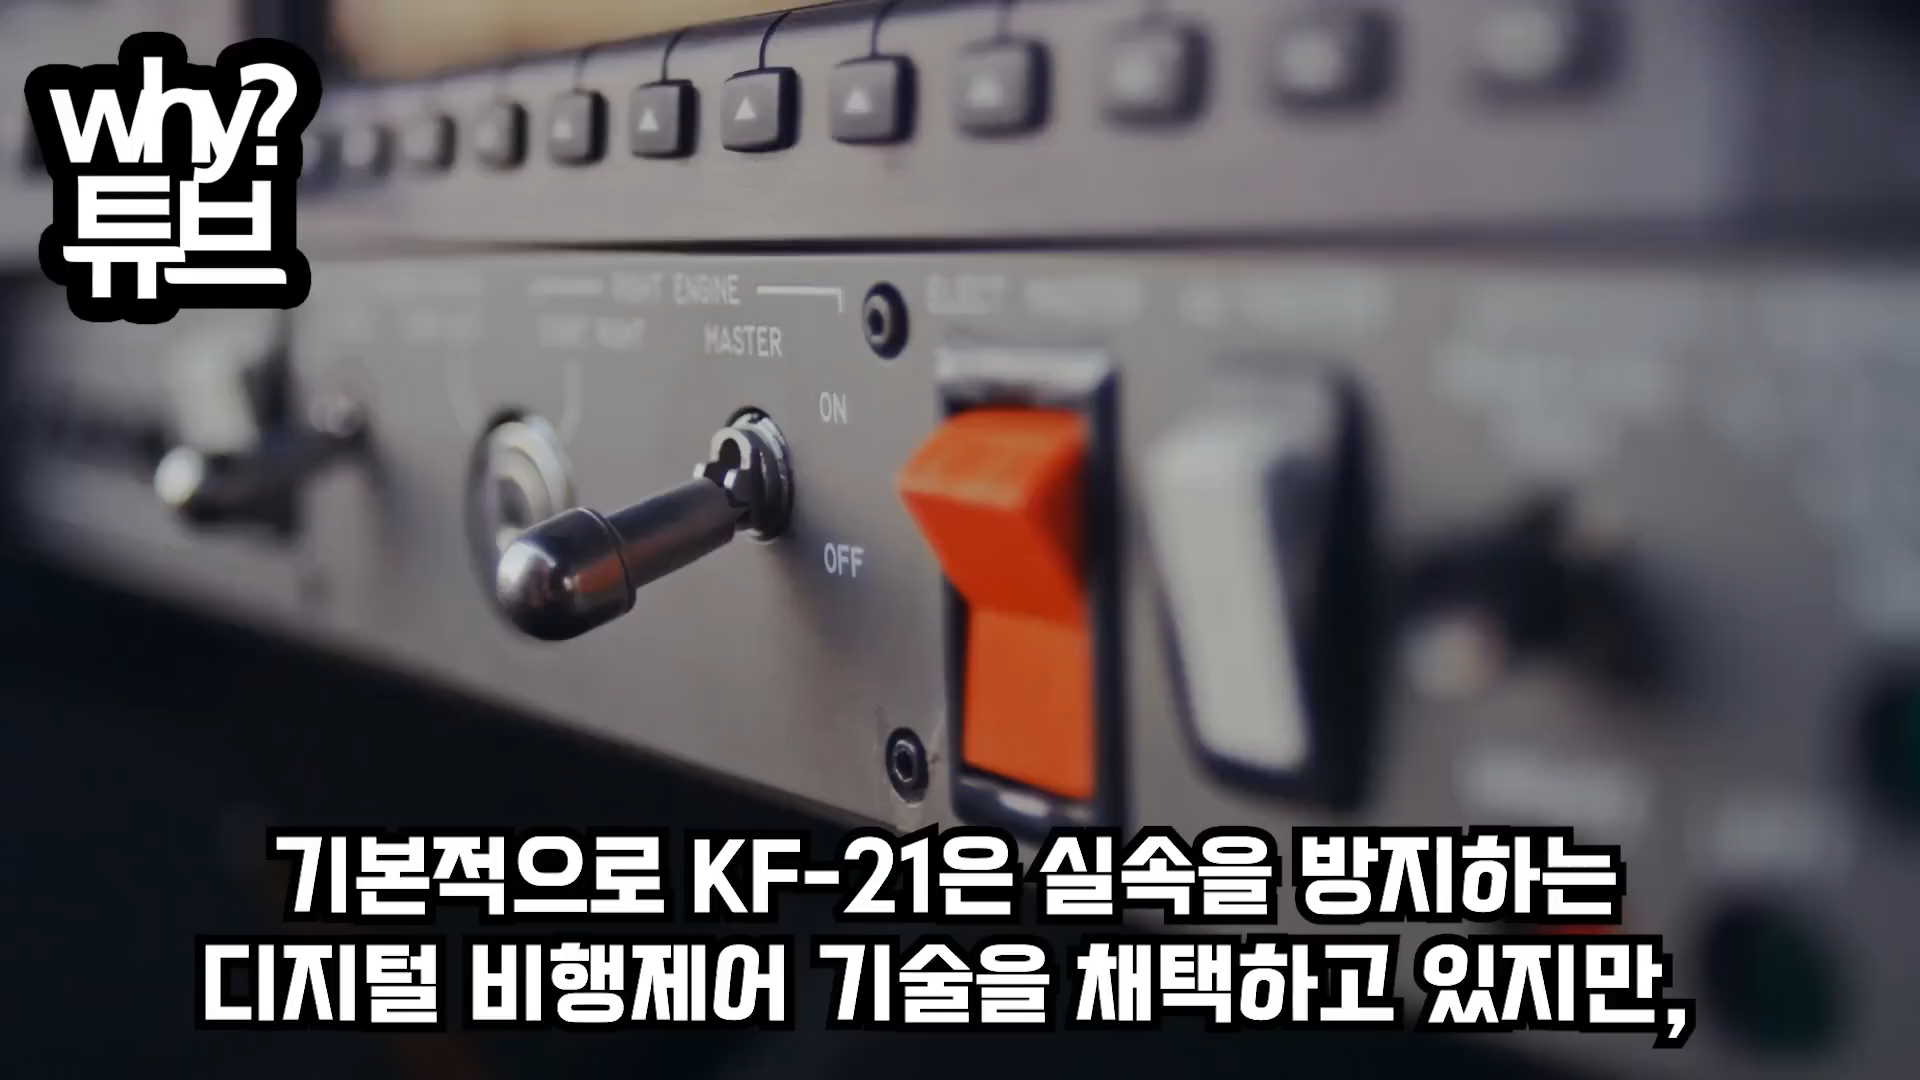 why?
튜브
RIGHT ENGINE
MASTER
ON
OFF
ELECT
기본적으로 KF-21은 실속을 방지하는
디지털 비행제어 기술을 채택하고 있지만,